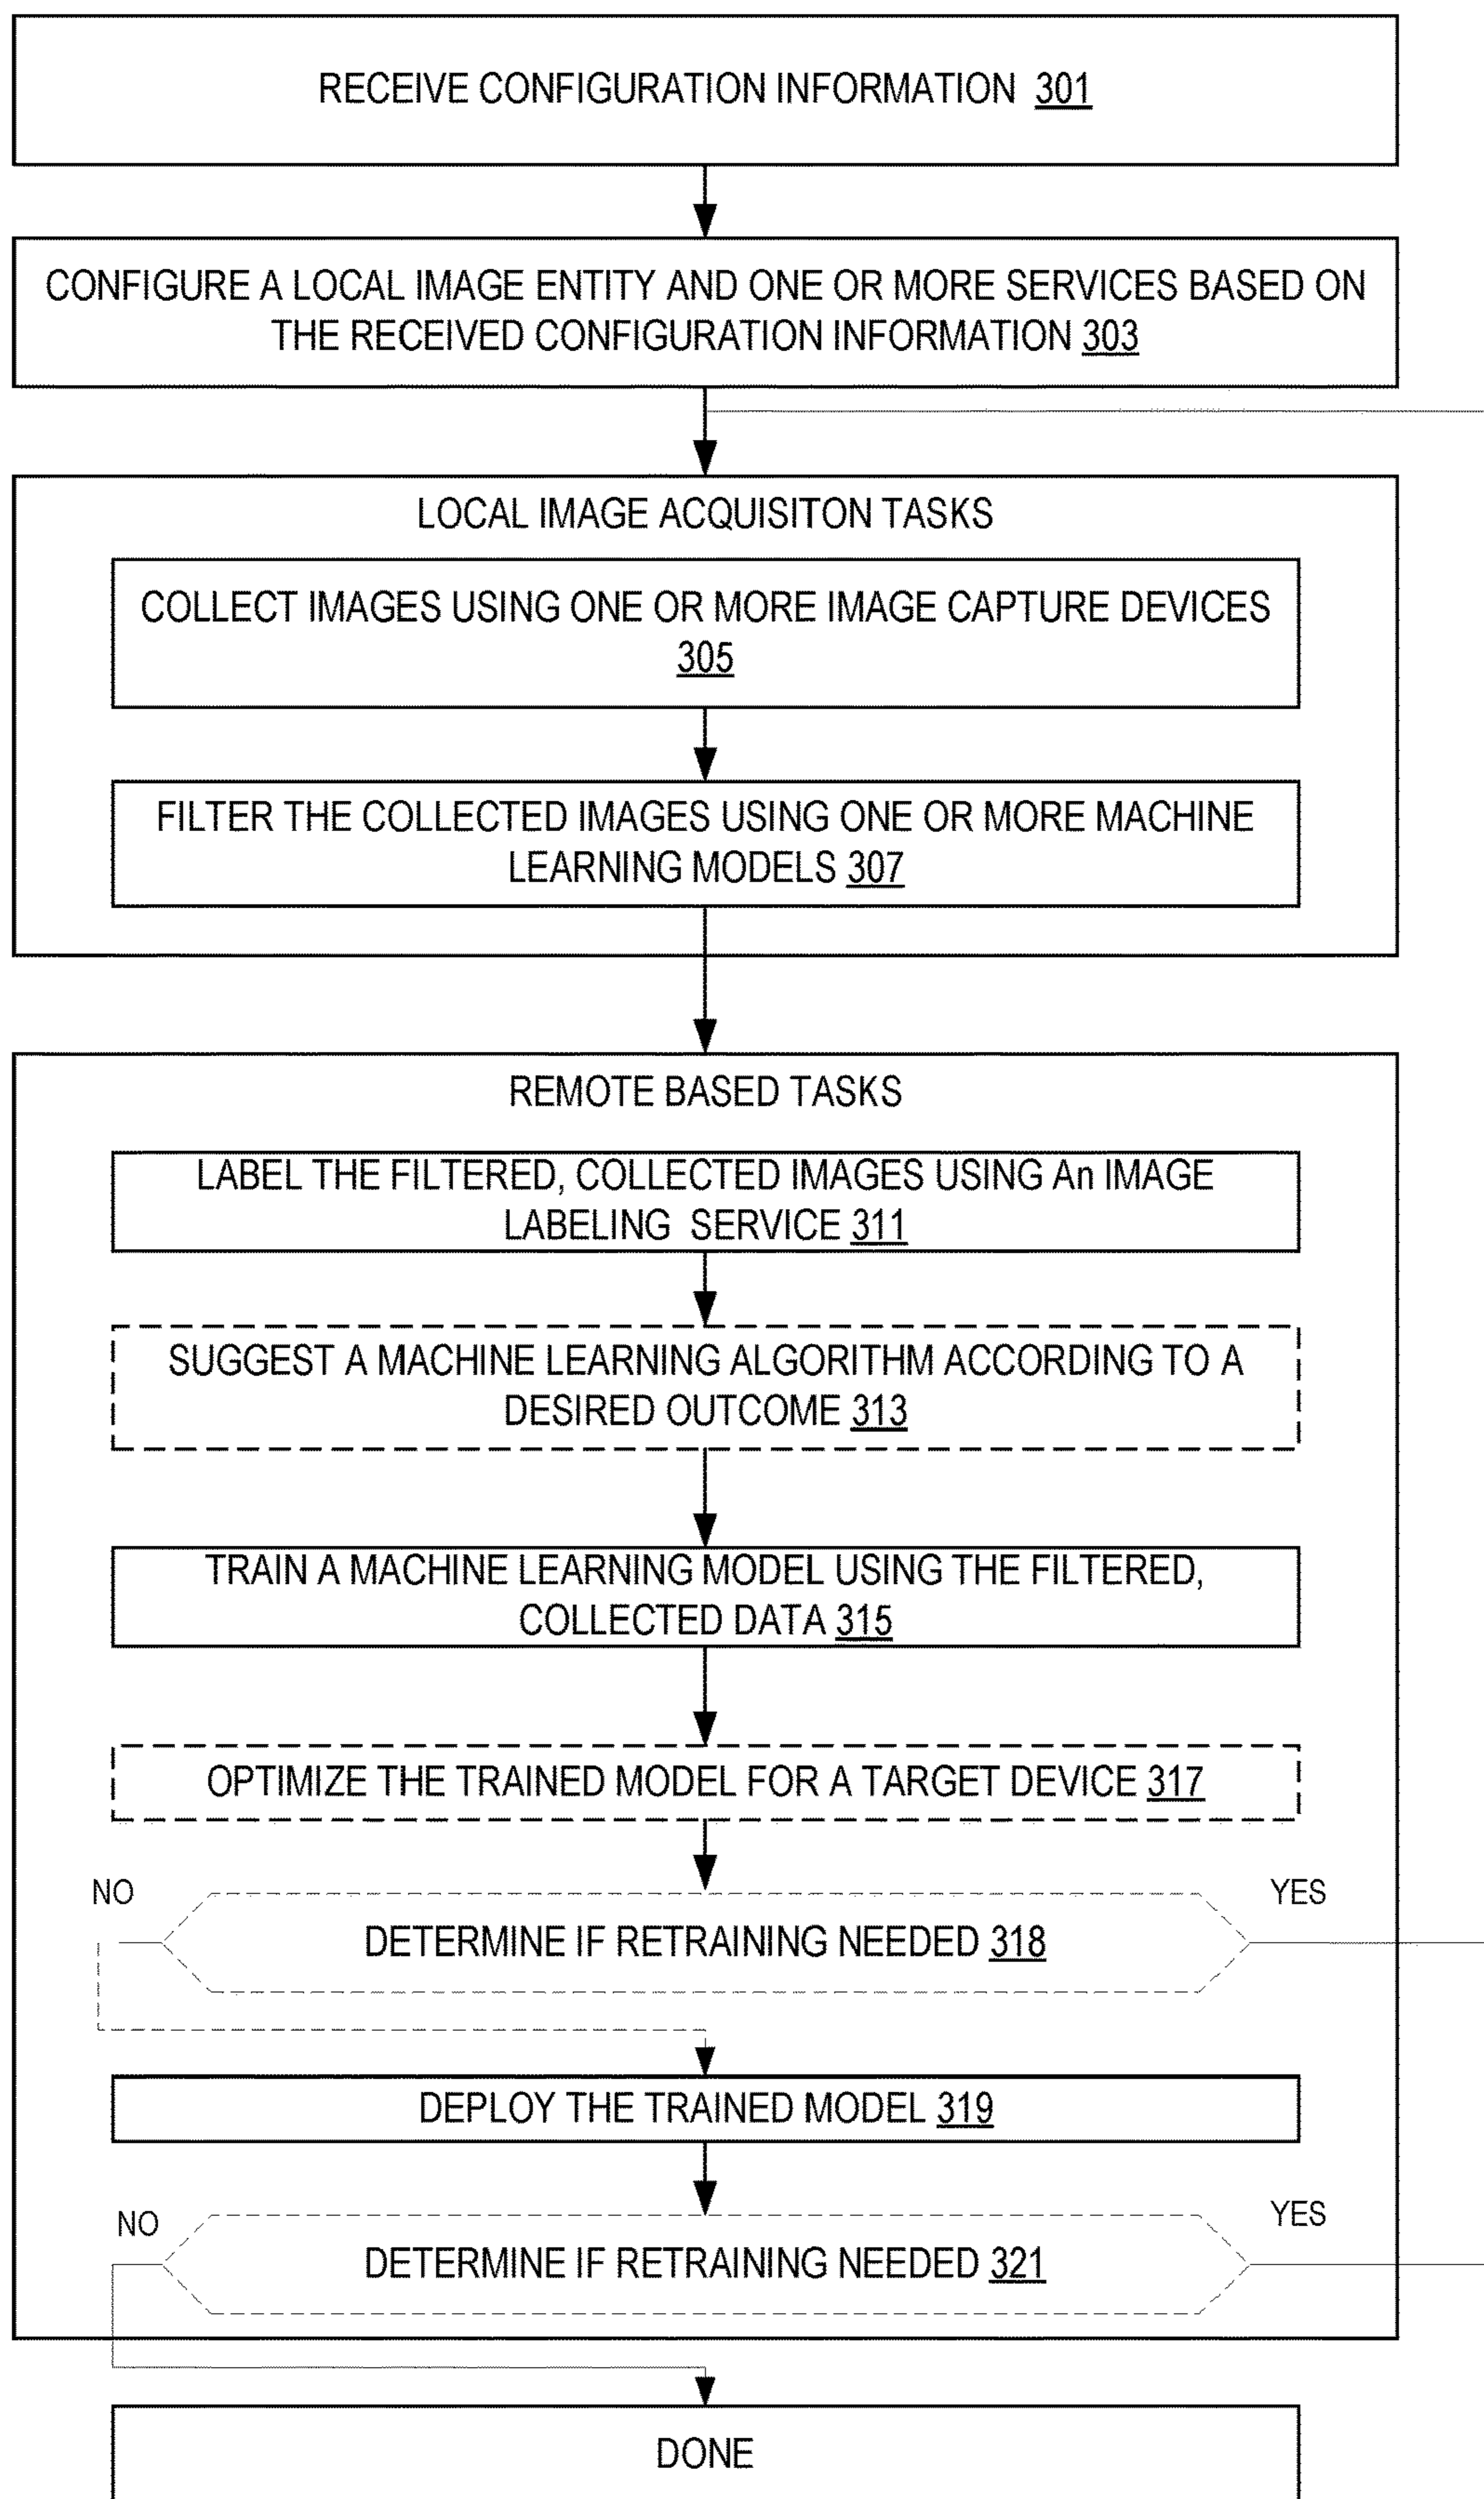 RECEIVE CONFIGURATION INFORMATION 301
CONFIGURE A LOCAL IMAGE ENTITY AND ONE OR MORE SERVICES BASED ON
THE RECEIVED CONFIGURATION INFORMATION 303
LOCAL IMAGE ACQUISITON TASKS
COLLECT IMAGES USING ONE OR MORE IMAGE CAPTURE DEVICES
305
FILTER THE COLLECTED IMAGES USING ONE OR MORE MACHINE
LEARNING MODELS 307
REMOTE BASED TASKS
LABEL THE FILTERED, COLLECTED IMAGES USING An IMAGE
LABELING SERVICE 311
SUGGEST A MACHINE LEARNING ALGORITHM ACCORDING TO A
DESIRED OUTCOME 313
TRAIN A MACHINE LEARNING MODEL USING THE FILTERED,
COLLECTED DATA 315
OPTIMIZE THE TRAINED MODEL FOR A TARGET DEVICE 317
NO
YES
DETERMINE IF RETRAINING NEEDED 318
DEPLOY THE TRAINED MODEL 319
NO
YES
DETERMINE IF RETRAINING NEEDED 321
DONE